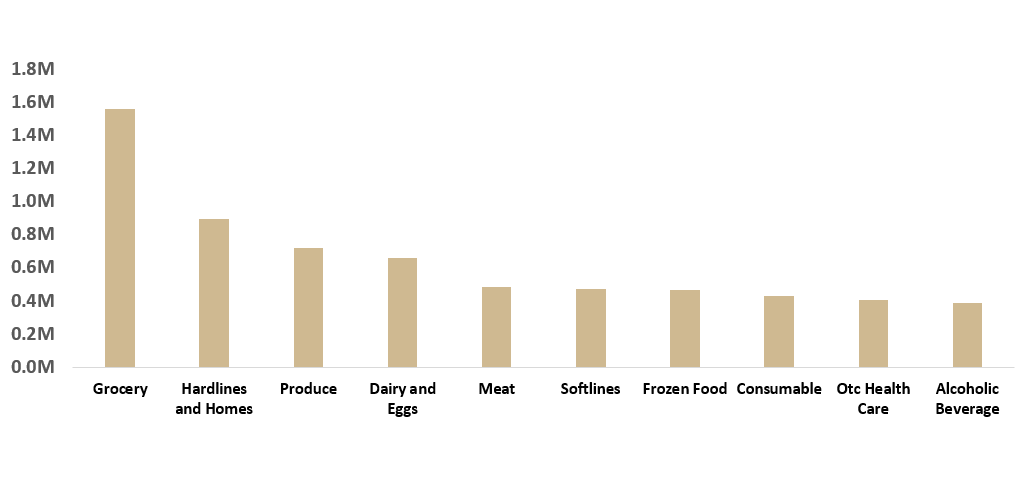 1.8M
1.6M
1.4M
1.2M
1.0M
0.8M
0.6M
0.4M
0.2M
0.0M
Grocery
Hardlines
and Homes
Produce
Dairy and
Eggs
Meat
Softlines
Frozen Food
Consumable
Otc Health
Care
Alcoholic
Beverage